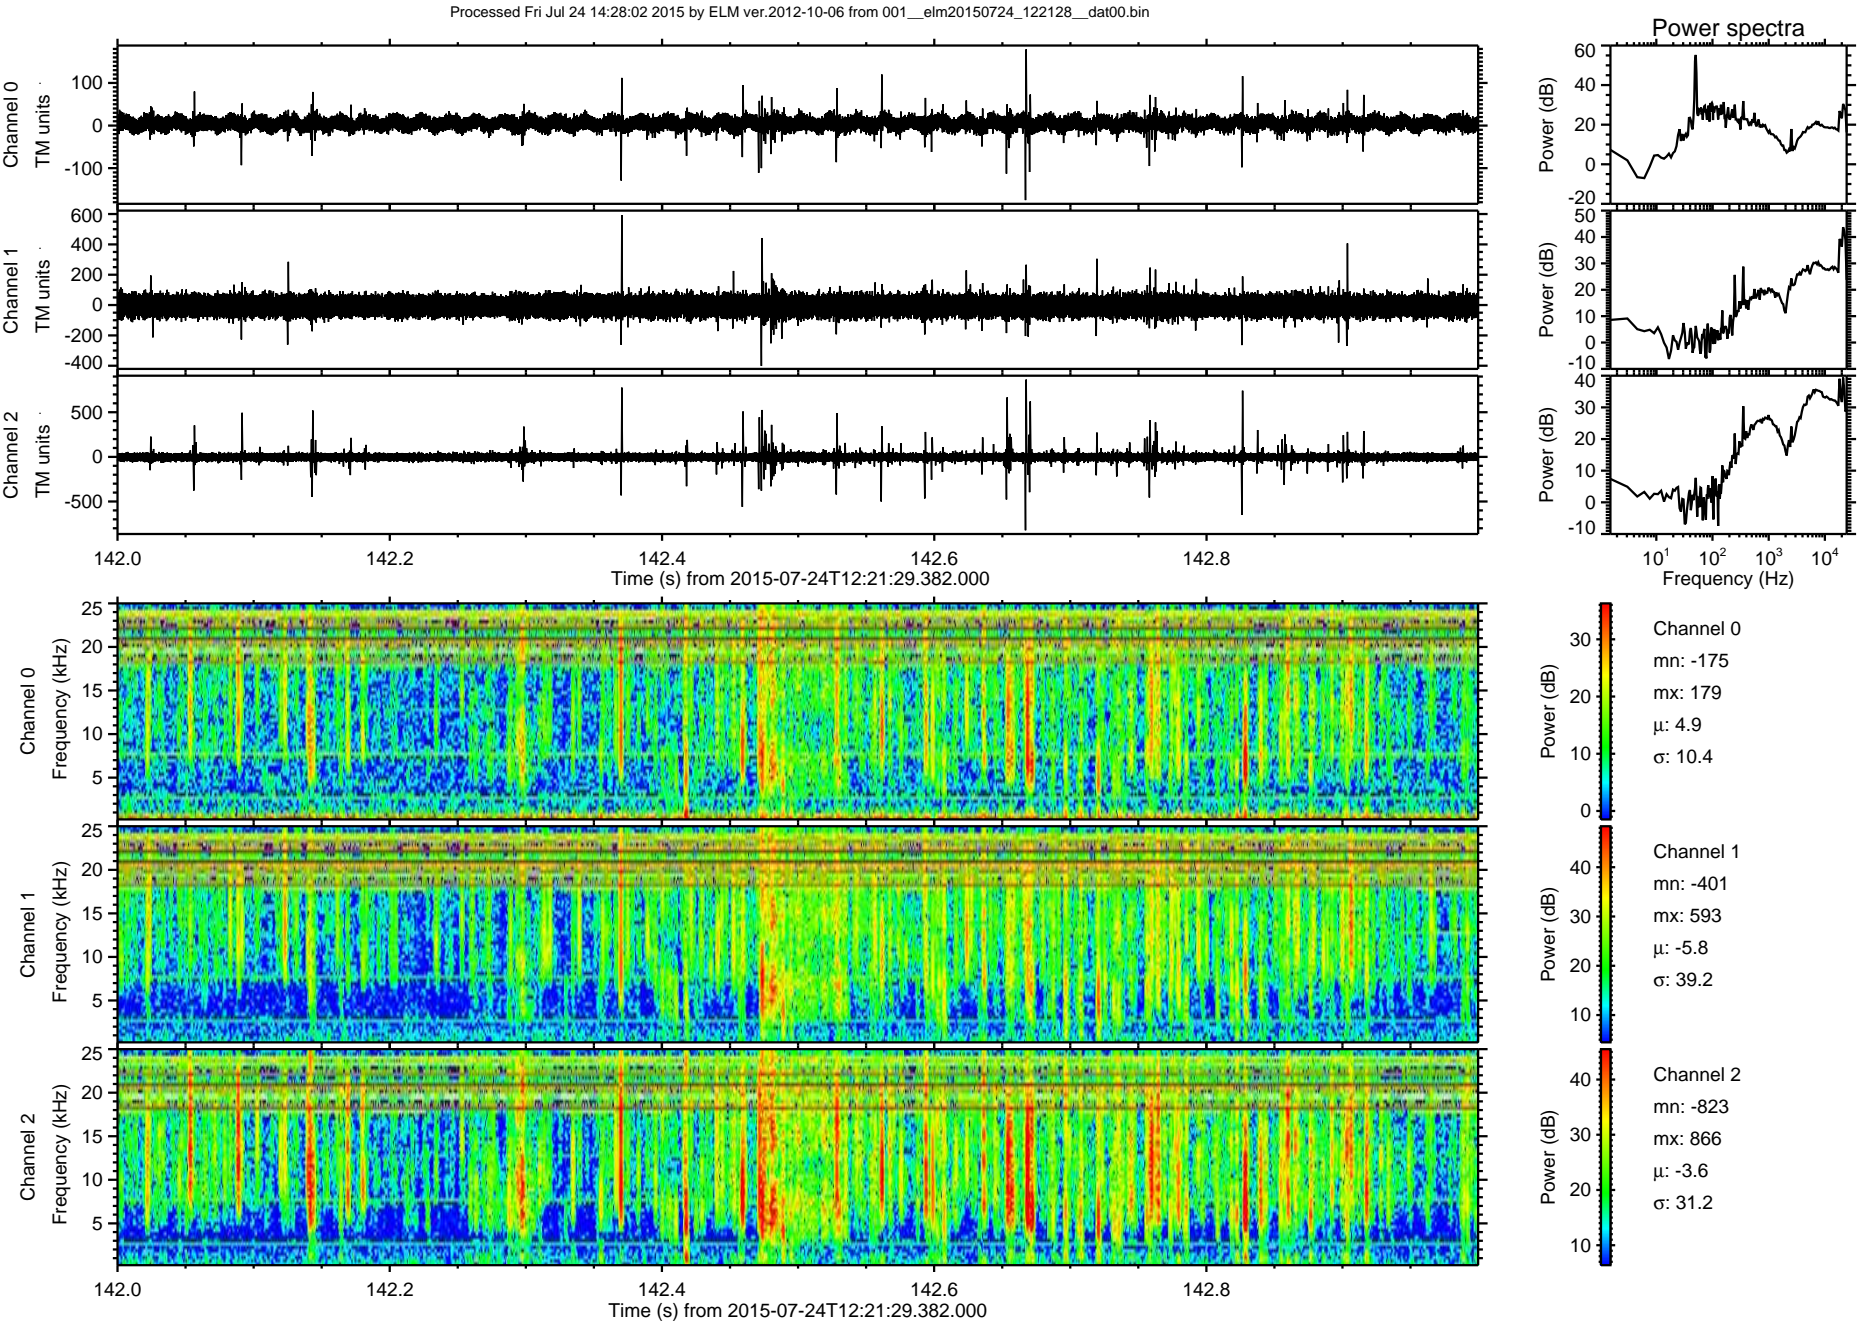 Processed Fri Jul 24 14:28:02 2015 by ELM ver.2012-10-06 from 001__elm20150724_122128__dat00.bin
Power spectra
Channel 0
TM units
100
0
-100
Power (dB)
60
40
20
0
-20
Channel 1
TM units
600
400
200
0
-200
-400
Power (dB)
50
40
30
20
10
0
-10
Channel 2
TM units
500
0
-500
Power (dB)
40
30
20
10
0
-10
142.0 142.2 142.4 142.6 142.8
Time (s) from 2015-07-24T12:21:29.382.000
10¹ 10² 10³ 10⁴
Frequency (Hz)
Channel 0
Frequency (kHz)
25
20
15
10
5
Power (dB)
30
20
10
0
Channel 0
mn: -175
mx: 179
μ: 4.9
σ: 10.4
Channel 1
Frequency (kHz)
25
20
15
10
5
Power (dB)
40
30
20
10
Channel 1
mn: -401
mx: 593
μ: -5.8
σ: 39.2
Channel 2
Frequency (kHz)
25
20
15
10
5
Power (dB)
40
30
20
10
Channel 2
mn: -823
mx: 866
μ: -3.6
σ: 31.2
142.0 142.2 142.4 142.6 142.8
Time (s) from 2015-07-24T12:21:29.382.000